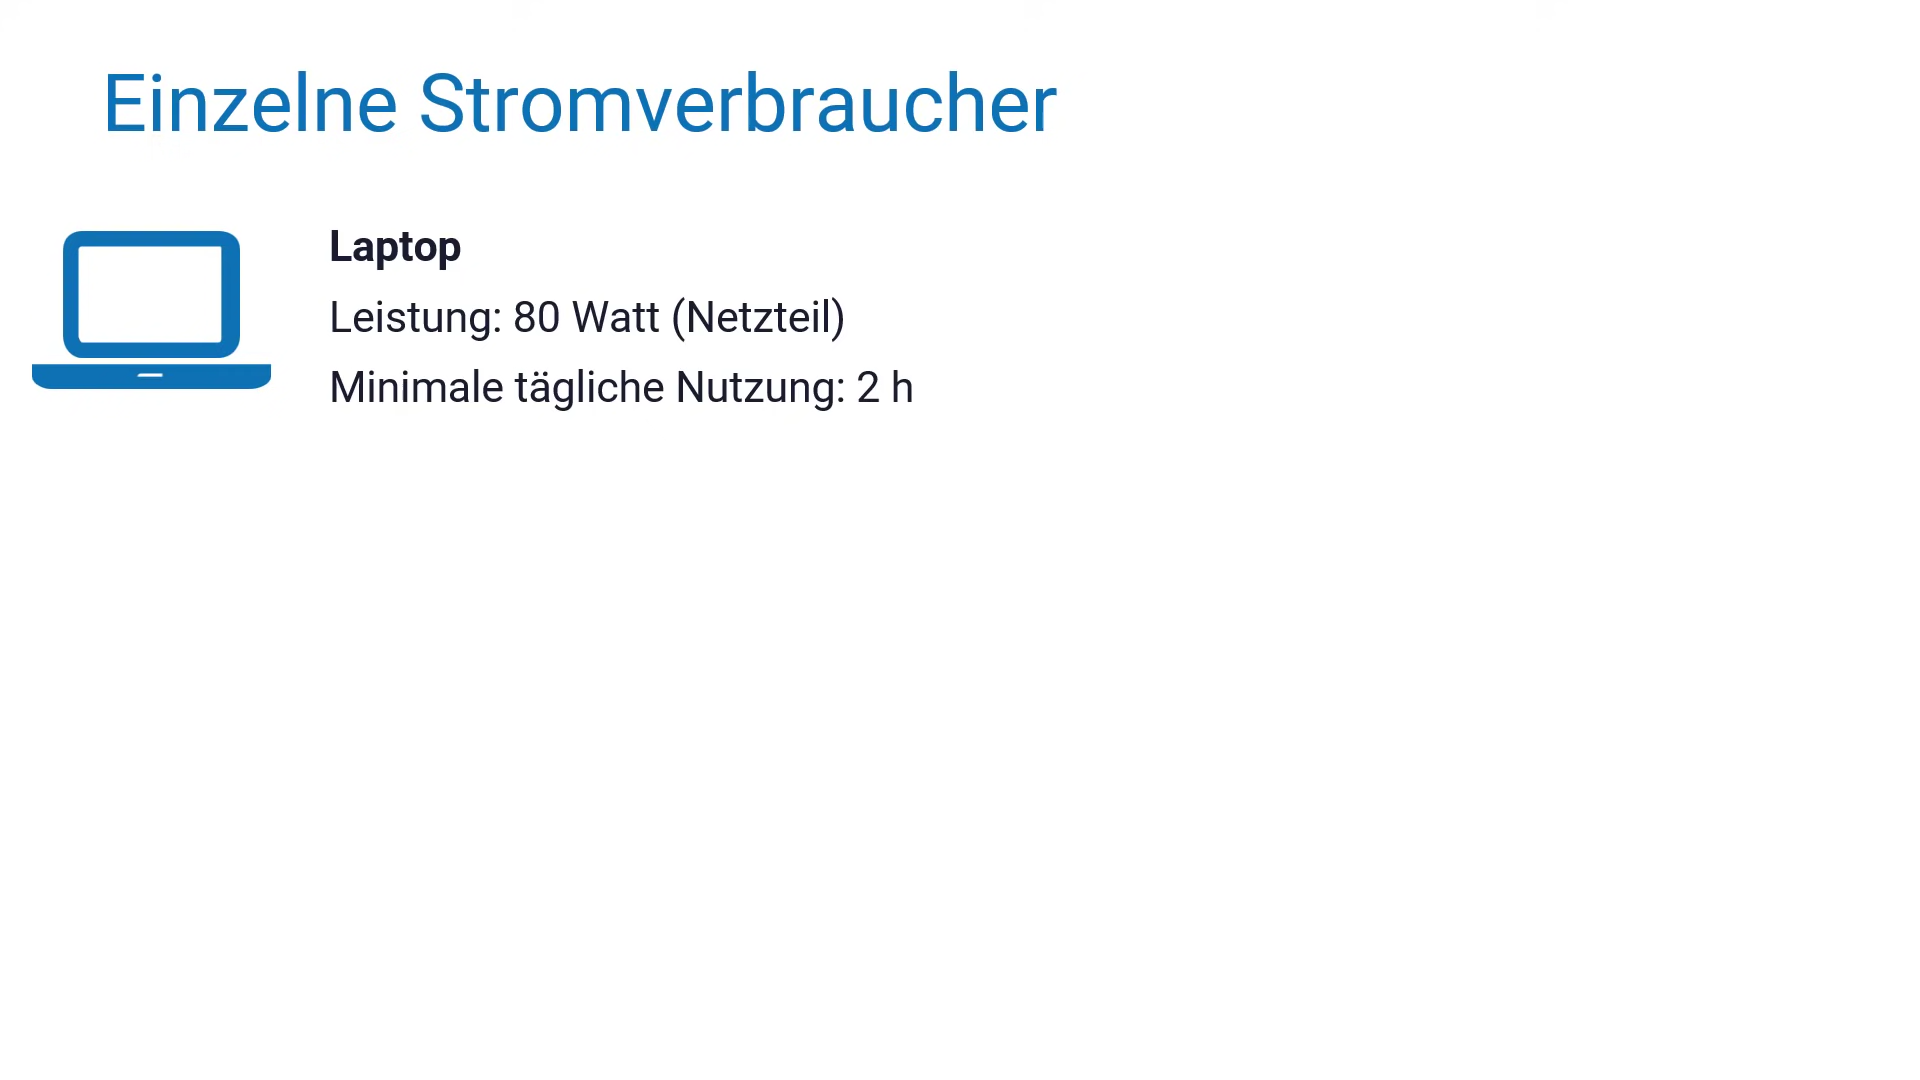 Einzelne Stromverbraucher
Laptop
Leistung: 80 Watt (Netzteil)
Minimale tägliche Nutzung: 2 h